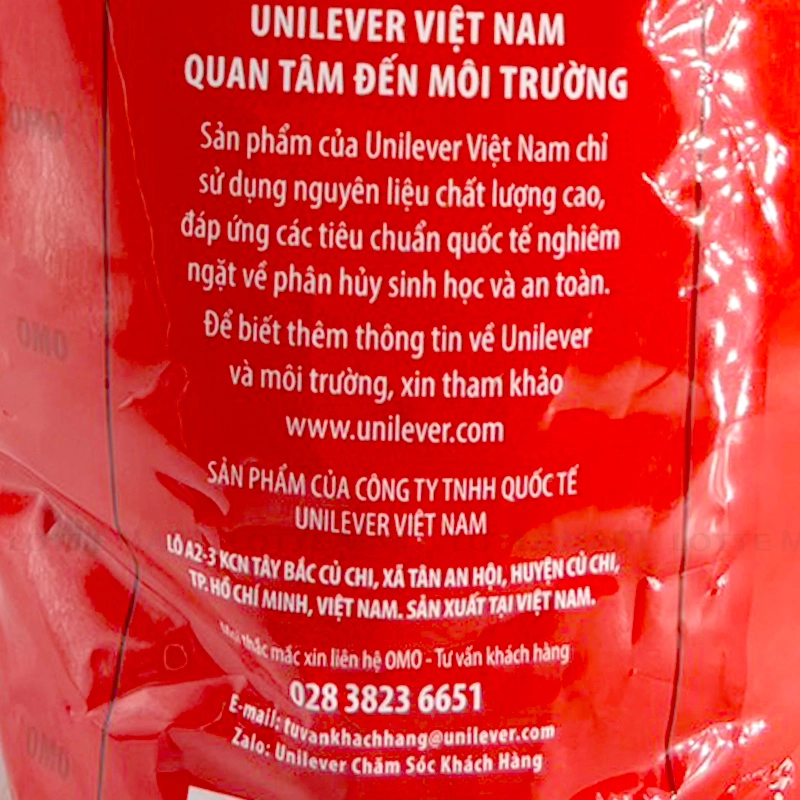 UNILEVER VIỆT NAM
QUAN TÂM ĐẾN MÔI TRƯỜNG
Sản phẩm của Unilever Việt Nam chỉ
sử dụng nguyên liệu chất lượng cao,
đáp ứng các tiêu chuẩn quốc tế nghiêm
ngặt về phân hủy sinh học và an toàn.
Để biết thêm thông tin về Unilever
và môi trường, xin tham khảo
www.unilever.com
SẢN PHẨM CỦA CÔNG TY TNHH QUỐC TẾ
UNILEVER VIỆT NAM
LÔ A2-3 KCN TÂY BẮC CỦ CHI, XÃ TÂN AN HỘI, HUYỆN CỦ CHI,
TP. HỒ CHÍ MINH, VIỆT NAM. SẢN XUẤT TẠI VIỆT NAM.
Mọi thắc mắc xin liên hệ OMO - Tư vấn khách hàng
028 3823 6651
E-mail: tuvankhachhang@unilever.com
Zalo: Unilever Chăm Sóc Khách Hàng
OMO
OMO
OMO